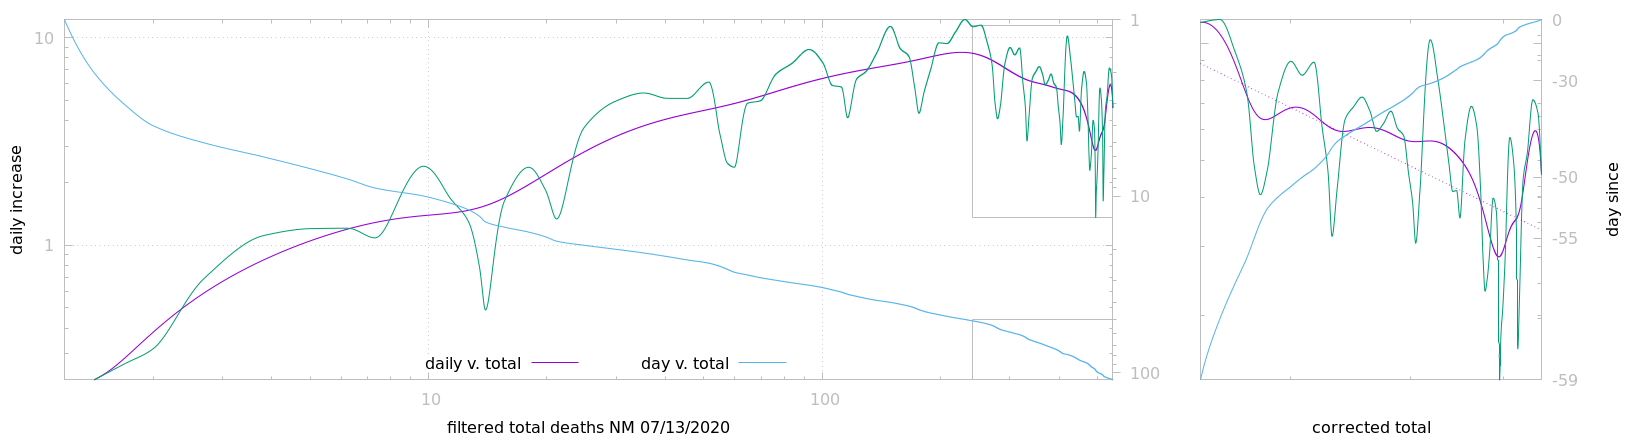 10
1
daily increase
1
10
100
daily v. total
day v. total
10
100
filtered total deaths NM 07/13/2020
0
-30
-50
-55
-59
day since
corrected total